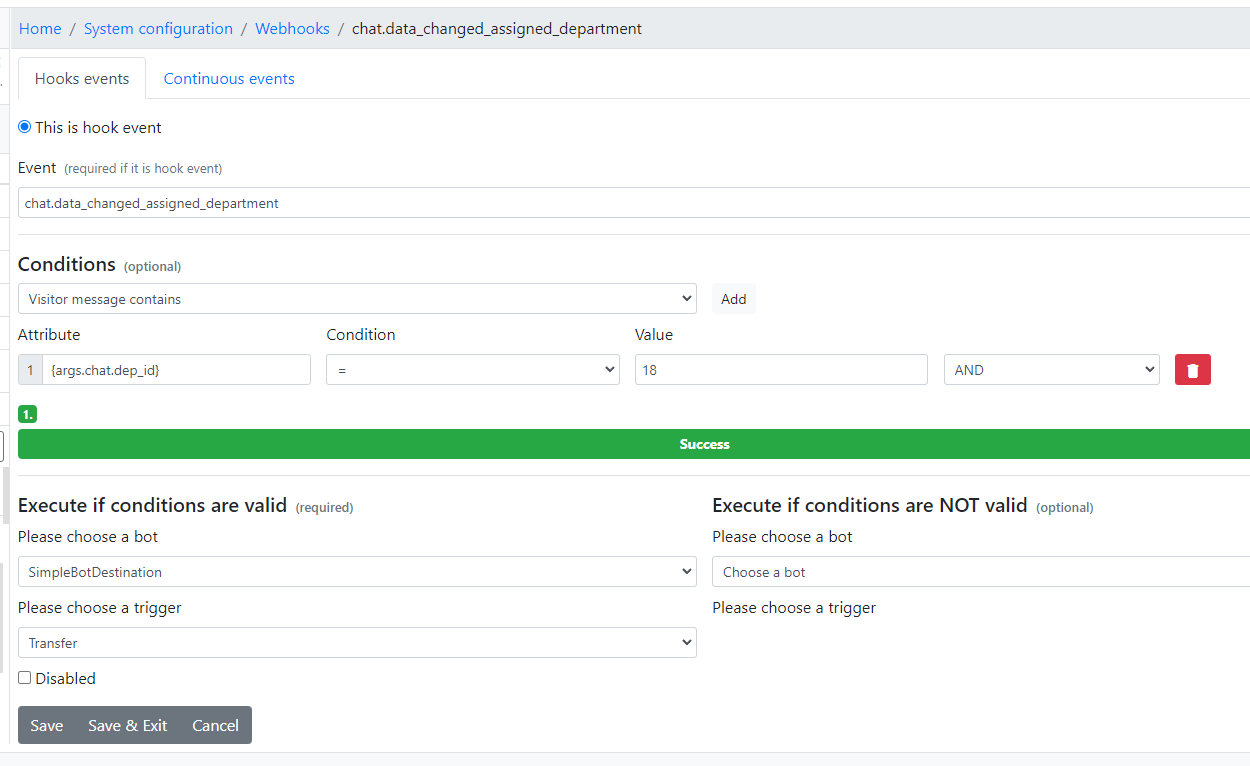 Home / System configuration / Webhooks / chat.data_changed_assigned_department
Hooks events Continuous events
This is hook event
Event (required if it is hook event)
chat.data_changed_assigned_department
Conditions (optional)
Visitor message contains Add
Attribute Condition Value
1 {args.chat.dep_id} = 18 AND
1.
Success
Execute if conditions are valid (required) Execute if conditions are NOT valid (optional)
Please choose a bot Please choose a bot
SimpleBotDestination Choose a bot
Please choose a trigger Please choose a trigger
Transfer
Disabled
Save Save & Exit Cancel